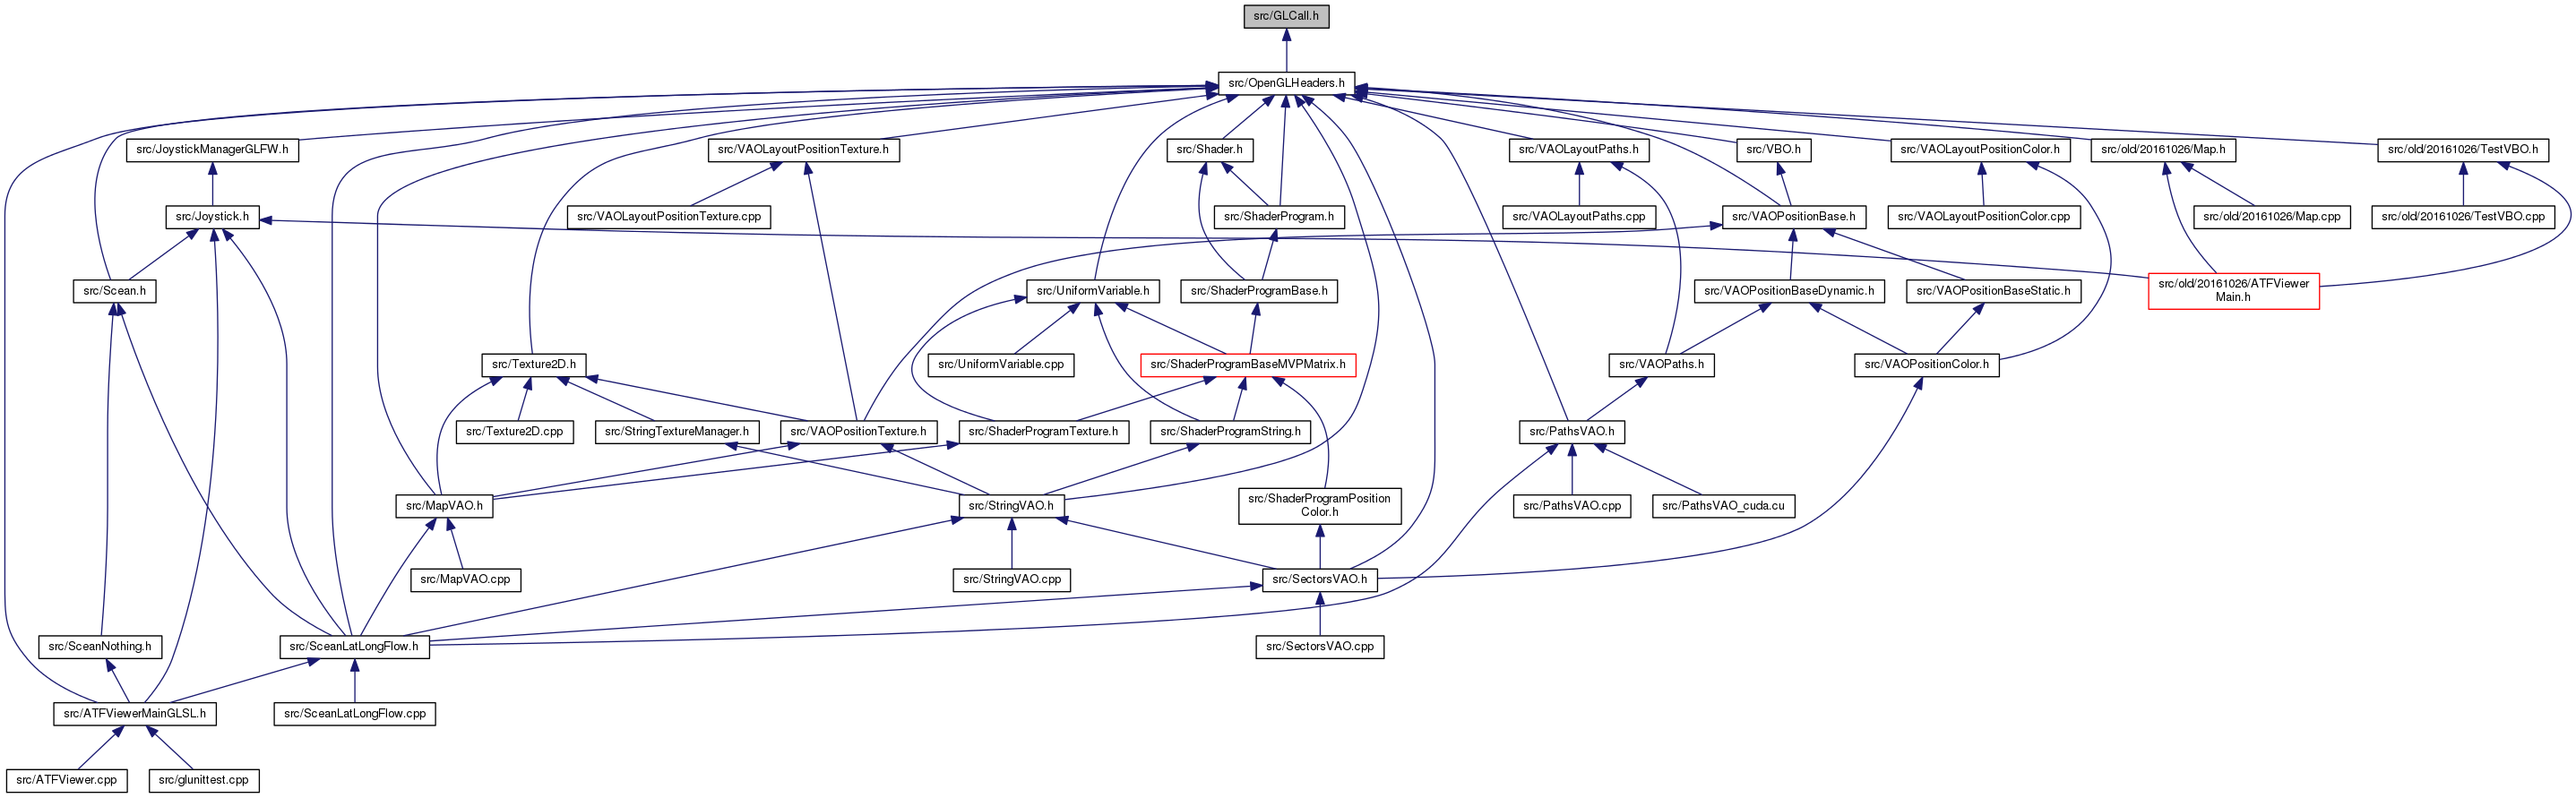 src/GLCall.h
src/OpenGLHeaders.h
src/JoystickManagerGLFW.h
src/VAOLayoutPositionTexture.h
src/Shader.h
src/VAOLayoutPaths.h
src/VBO.h
src/VAOLayoutPositionColor.h
src/old/20161026/Map.h
src/old/20161026/TestVBO.h
src/Joystick.h
src/VAOLayoutPositionTexture.cpp
src/ShaderProgram.h
src/VAOLayoutPaths.cpp
src/VAOPositionBase.h
src/VAOLayoutPositionColor.cpp
src/old/20161026/Map.cpp
src/old/20161026/TestVBO.cpp
src/Scean.h
src/UniformVariable.h
src/ShaderProgramBase.h
src/VAOPositionBaseDynamic.h
src/VAOPositionBaseStatic.h
src/old/20161026/ATFViewer
Main.h
src/Texture2D.h
src/UniformVariable.cpp
src/ShaderProgramBaseMVPMatrix.h
src/VAOPaths.h
src/VAOPositionColor.h
src/Texture2D.cpp
src/StringTextureManager.h
src/VAOPositionTexture.h
src/ShaderProgramTexture.h
src/ShaderProgramString.h
src/PathsVAO.h
src/MapVAO.h
src/StringVAO.h
src/ShaderProgramPosition
Color.h
src/PathsVAO.cpp
src/PathsVAO_cuda.cu
src/MapVAO.cpp
src/StringVAO.cpp
src/SectorsVAO.h
src/SceanNothing.h
src/SceanLatLongFlow.h
src/SectorsVAO.cpp
src/ATFViewerMainGLSL.h
src/SceanLatLongFlow.cpp
src/ATFViewer.cpp
src/glunittest.cpp